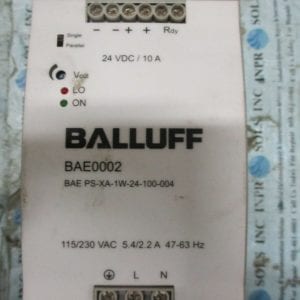 − − + + Rdy
Single
Parallel
24 VDC / 10 A
Volt
LO
ON
BALLUFF
BAE0002
BAE PS-XA-1W-24-100-004
115/230 VAC 5.4/2.2 A 47-63 Hz
L N